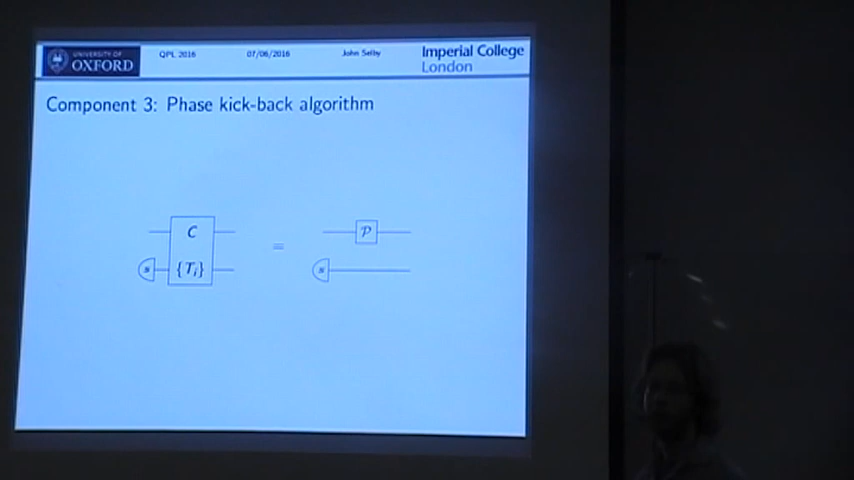 UNIVERSITY OF
OXFORD
QPL 2016
07/06/2016
John Selby
Imperial College
London
Component 3: Phase kick-back algorithm
C
=
P
s
{Tᵢ}
s